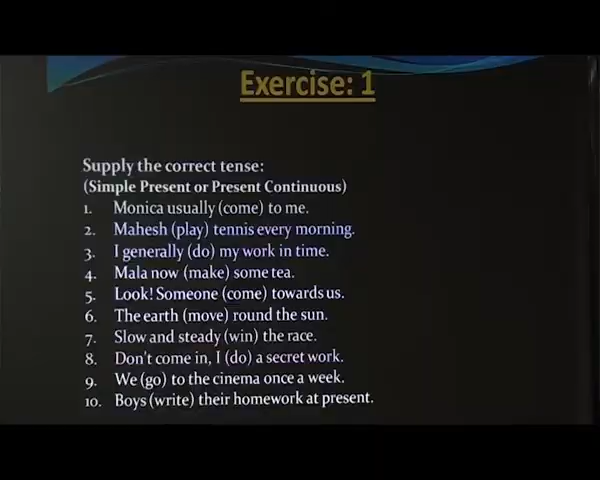 Exercise: 1
Supply the correct tense:
(Simple Present or Present Continuous)
1. Monica usually (come) to me.
2. Mahesh (play) tennis every morning.
3. I generally (do) my work in time.
4. Mala now (make) some tea.
5. Look! Someone (come) towards us.
6. The earth (move) round the sun.
7. Slow and steady (win) the race.
8. Don't come in, I (do) a secret work.
9. We (go) to the cinema once a week.
10. Boys (write) their homework at present.